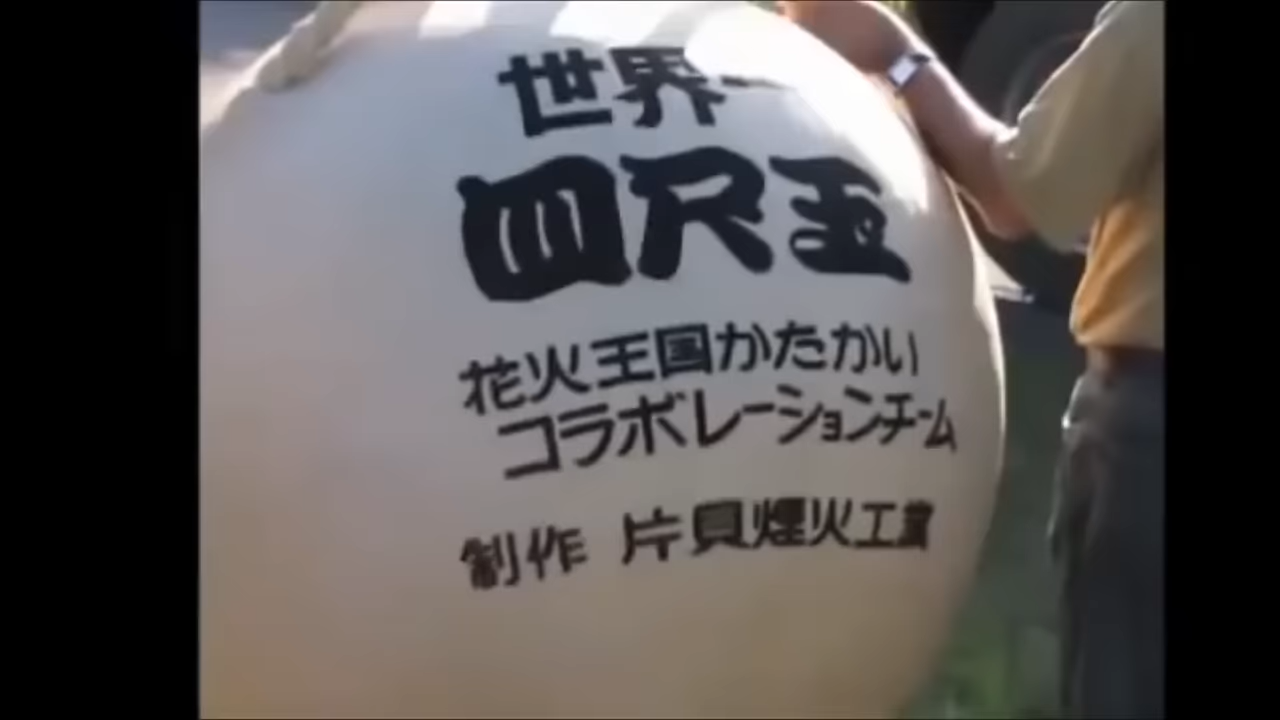 世界一
四尺玉
花火王国かたかい
コラボレーションチーム
制作 片貝煙火工業